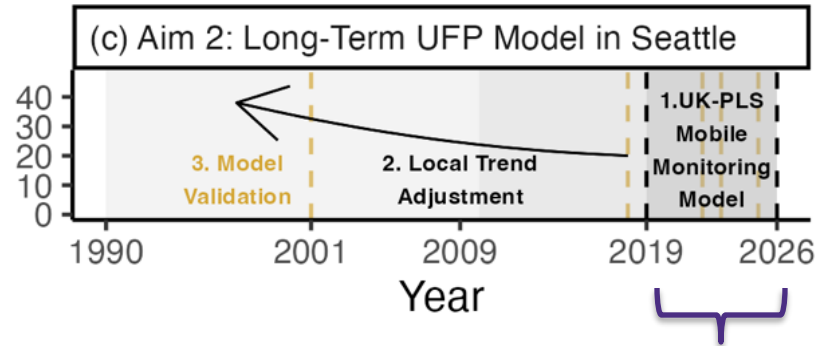 (c) Aim 2: Long-Term UFP Model in Seattle
40
30
20
10
0
1.UK-PLS
Mobile
Monitoring
Model
3. Model
Validation
2. Local Trend
Adjustment
1990
2001
2009
2019
2026
Year